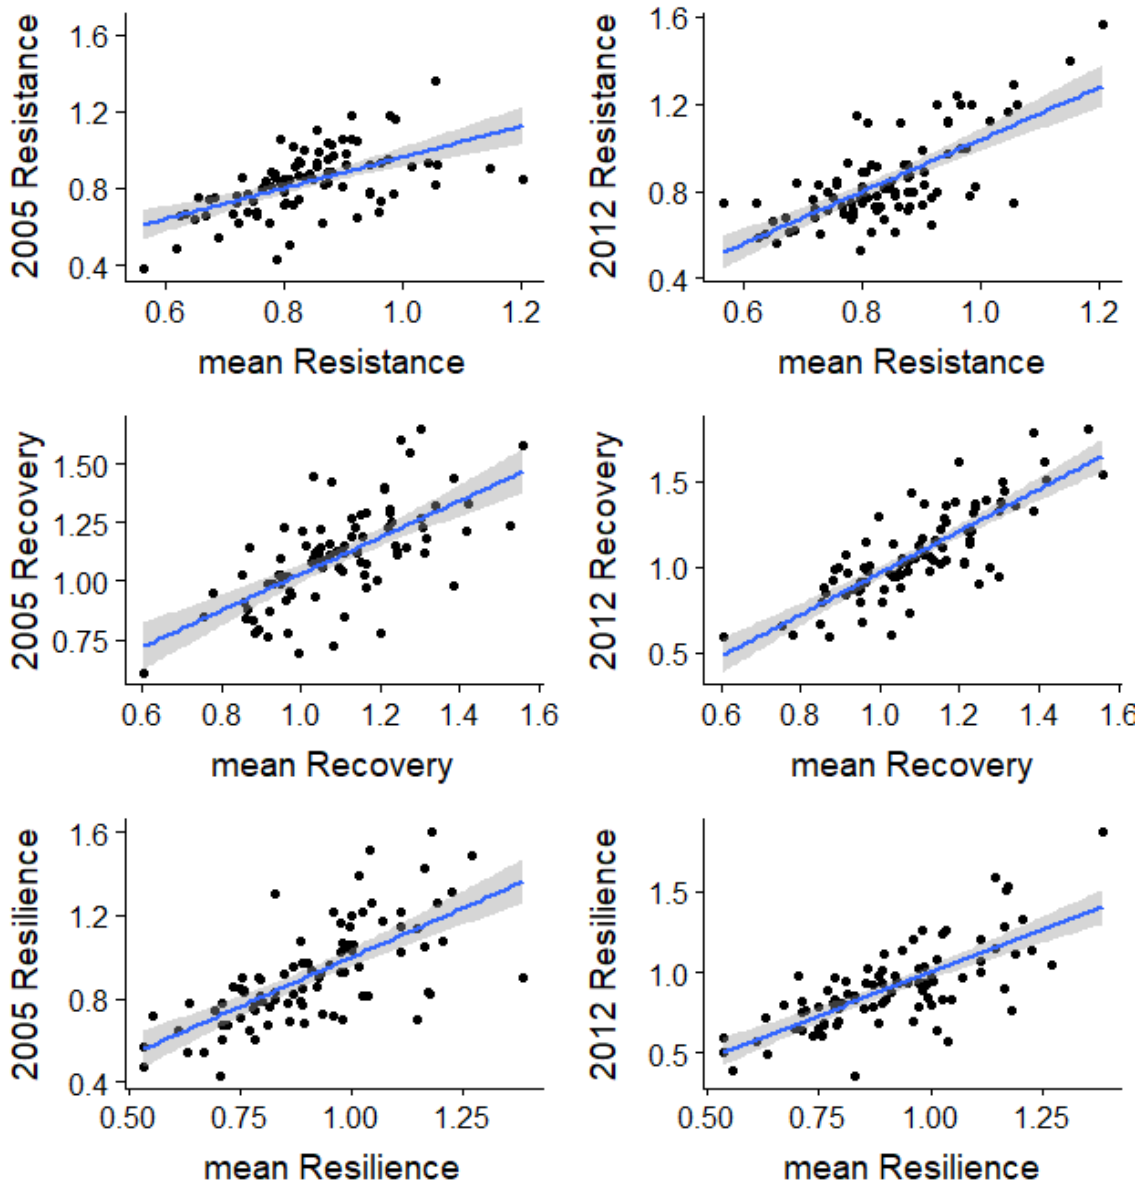 2005 Resistance
1.6
1.2
0.8
0.4
0.6 0.8 1.0 1.2
mean Resistance
2012 Resistance
1.6
1.2
0.8
0.4
0.6 0.8 1.0 1.2
mean Resistance
2005 Recovery
1.50
1.25
1.00
0.75
0.6 0.8 1.0 1.2 1.4 1.6
mean Recovery
2012 Recovery
1.5
1.0
0.5
0.6 0.8 1.0 1.2 1.4 1.6
mean Recovery
2005 Resilience
1.6
1.2
0.8
0.4
0.50 0.75 1.00 1.25
mean Resilience
2012 Resilience
1.5
1.0
0.5
0.50 0.75 1.00 1.25
mean Resilience